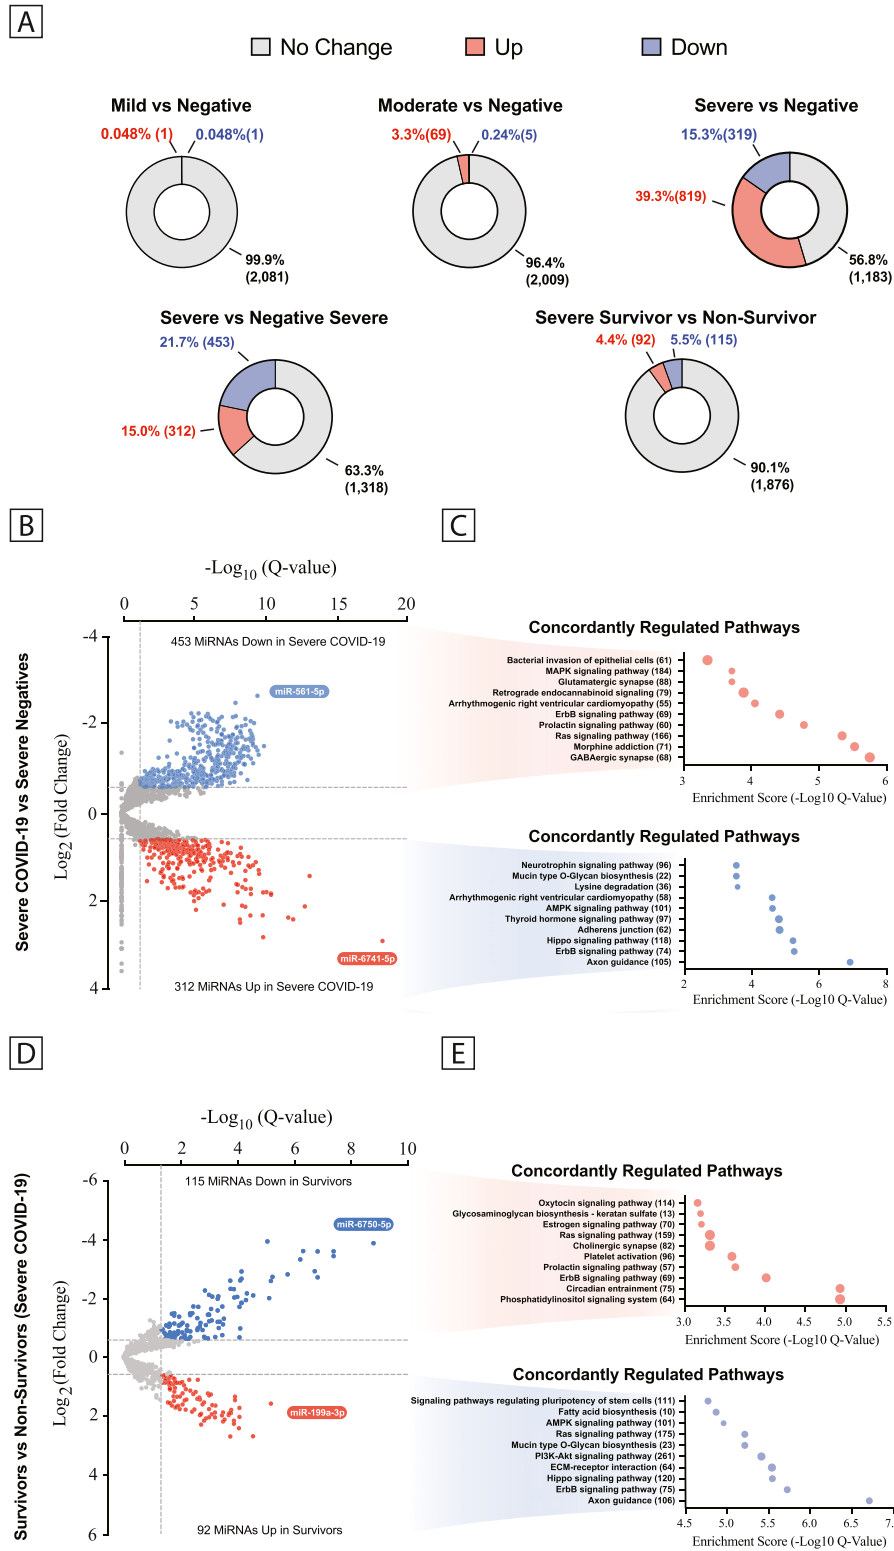 A
No Change
Up
Down
Mild vs Negative
0.048% (1)
0.048%(1)
99.9%
(2,081)
Moderate vs Negative
3.3%(69)
0.24%(5)
96.4%
(2,009)
Severe vs Negative
15.3%(319)
39.3%(819)
56.8%
(1,183)
Severe vs Negative Severe
21.7% (453)
15.0% (312)
63.3%
(1,318)
Severe Survivor vs Non-Survivor
4.4% (92)
5.5% (115)
90.1%
(1,876)
B
-Log10 (Q-value)
0 5 10 15 20
Severe COVID-19 vs Severe Negatives
Log2 (Fold Change)
-4
-2
0
2
4
453 MiRNAs Down in Severe COVID-19
miR-561-5p
miR-6741-5p
312 MiRNAs Up in Severe COVID-19
C
Concordantly Regulated Pathways
Bacterial invasion of epithelial cells (61)
MAPK signaling pathway (184)
Glutamatergic synapse (88)
Retrograde endocannabinoid signaling (79)
Arrhythmogenic right ventricular cardiomyopathy (55)
ErbB signaling pathway (69)
Prolactin signaling pathway (60)
Ras signaling pathway (166)
Morphine addiction (71)
GABAergic synapse (68)
3 4 5 6
Enrichment Score (-Log10 Q-Value)
Concordantly Regulated Pathways
Neurotrophin signaling pathway (96)
Mucin type O-Glycan biosynthesis (22)
Lysine degradation (36)
Arrhythmogenic right ventricular cardiomyopathy (58)
AMPK signaling pathway (101)
Thyroid hormone signaling pathway (97)
Adherens junction (62)
Hippo signaling pathway (118)
ErbB signaling pathway (74)
Axon guidance (105)
2 4 6 8
Enrichment Score (-Log10 Q-Value)
D
-Log10 (Q-value)
0 2 4 6 8 10
Survivors vs Non-Survivors (Severe COVID-19)
Log2 (Fold Change)
-6
-4
-2
0
2
4
6
115 MiRNAs Down in Survivors
miR-6750-5p
miR-199a-3p
92 MiRNAs Up in Survivors
E
Concordantly Regulated Pathways
Oxytocin signaling pathway (114)
Glycosaminoglycan biosynthesis - keratan sulfate (13)
Estrogen signaling pathway (70)
Ras signaling pathway (159)
Cholinergic synapse (82)
Platelet activation (96)
Prolactin signaling pathway (57)
ErbB signaling pathway (69)
Circadian entrainment (75)
Phosphatidylinositol signaling system (64)
3.0 3.5 4.0 4.5 5.0 5.5
Enrichment Score (-Log10 Q-Value)
Concordantly Regulated Pathways
Signaling pathways regulating pluripotency of stem cells (111)
Fatty acid biosynthesis (10)
AMPK signaling pathway (101)
Ras signaling pathway (175)
Mucin type O-Glycan biosynthesis (23)
PI3K-Akt signaling pathway (261)
ECM-receptor interaction (64)
Hippo signaling pathway (120)
ErbB signaling pathway (75)
Axon guidance (106)
4.5 5.0 5.5 6.0 6.5
Enrichment Score (-Log10 Q-Value)